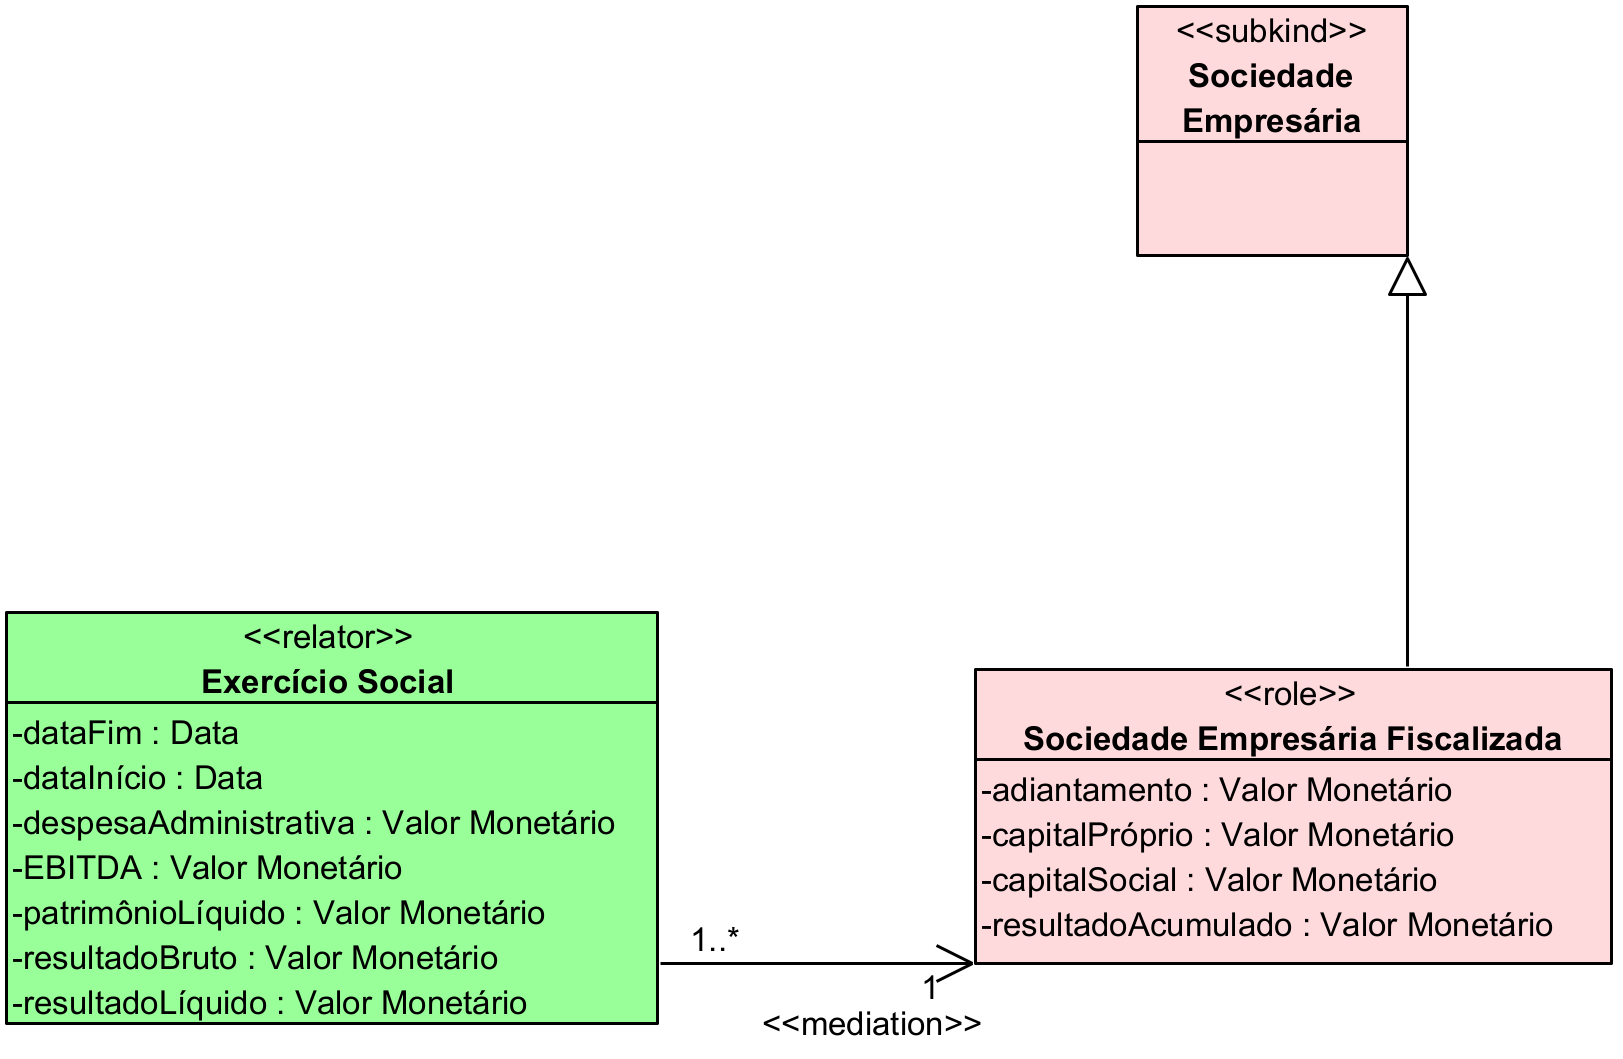 <<subkind>>
Sociedade
Empresária
<<relator>>
Exercício Social
-dataFim : Data
-dataInício : Data
-despesaAdministrativa : Valor Monetário
-EBITDA : Valor Monetário
-patrimônioLíquido : Valor Monetário
-resultadoBruto : Valor Monetário
-resultadoLíquido : Valor Monetário
1..*
1
<<mediation>>
<<role>>
Sociedade Empresária Fiscalizada
-adiantamento : Valor Monetário
-capitalPróprio : Valor Monetário
-capitalSocial : Valor Monetário
-resultadoAcumulado : Valor Monetário